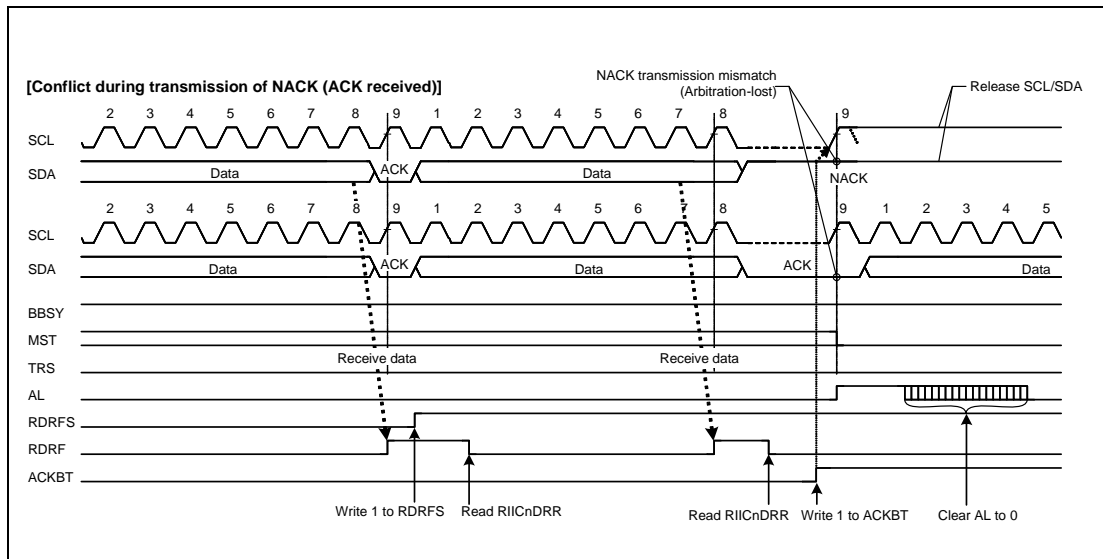 [Conflict during transmission of NACK (ACK received)]
NACK transmission mismatch
(Arbitration-lost)
Release SCL/SDA
2 3 4 5 6 7 8 9 1 2 3 4 5 6 7 8 9
SCL
SDA
Data
ACK
Data
NACK
2 3 4 5 6 7 8 9 1 2 3 4 5 6 7 8 9 1 2 3 4 5
SCL
SDA
Data
ACK
Data
ACK
Data
BBSY
MST
Receive data
Receive data
TRS
AL
RDRFS
RDRF
ACKBT
Write 1 to RDRFS
Read RIICnDRR
Read RIICnDRR
Write 1 to ACKBT
Clear AL to 0